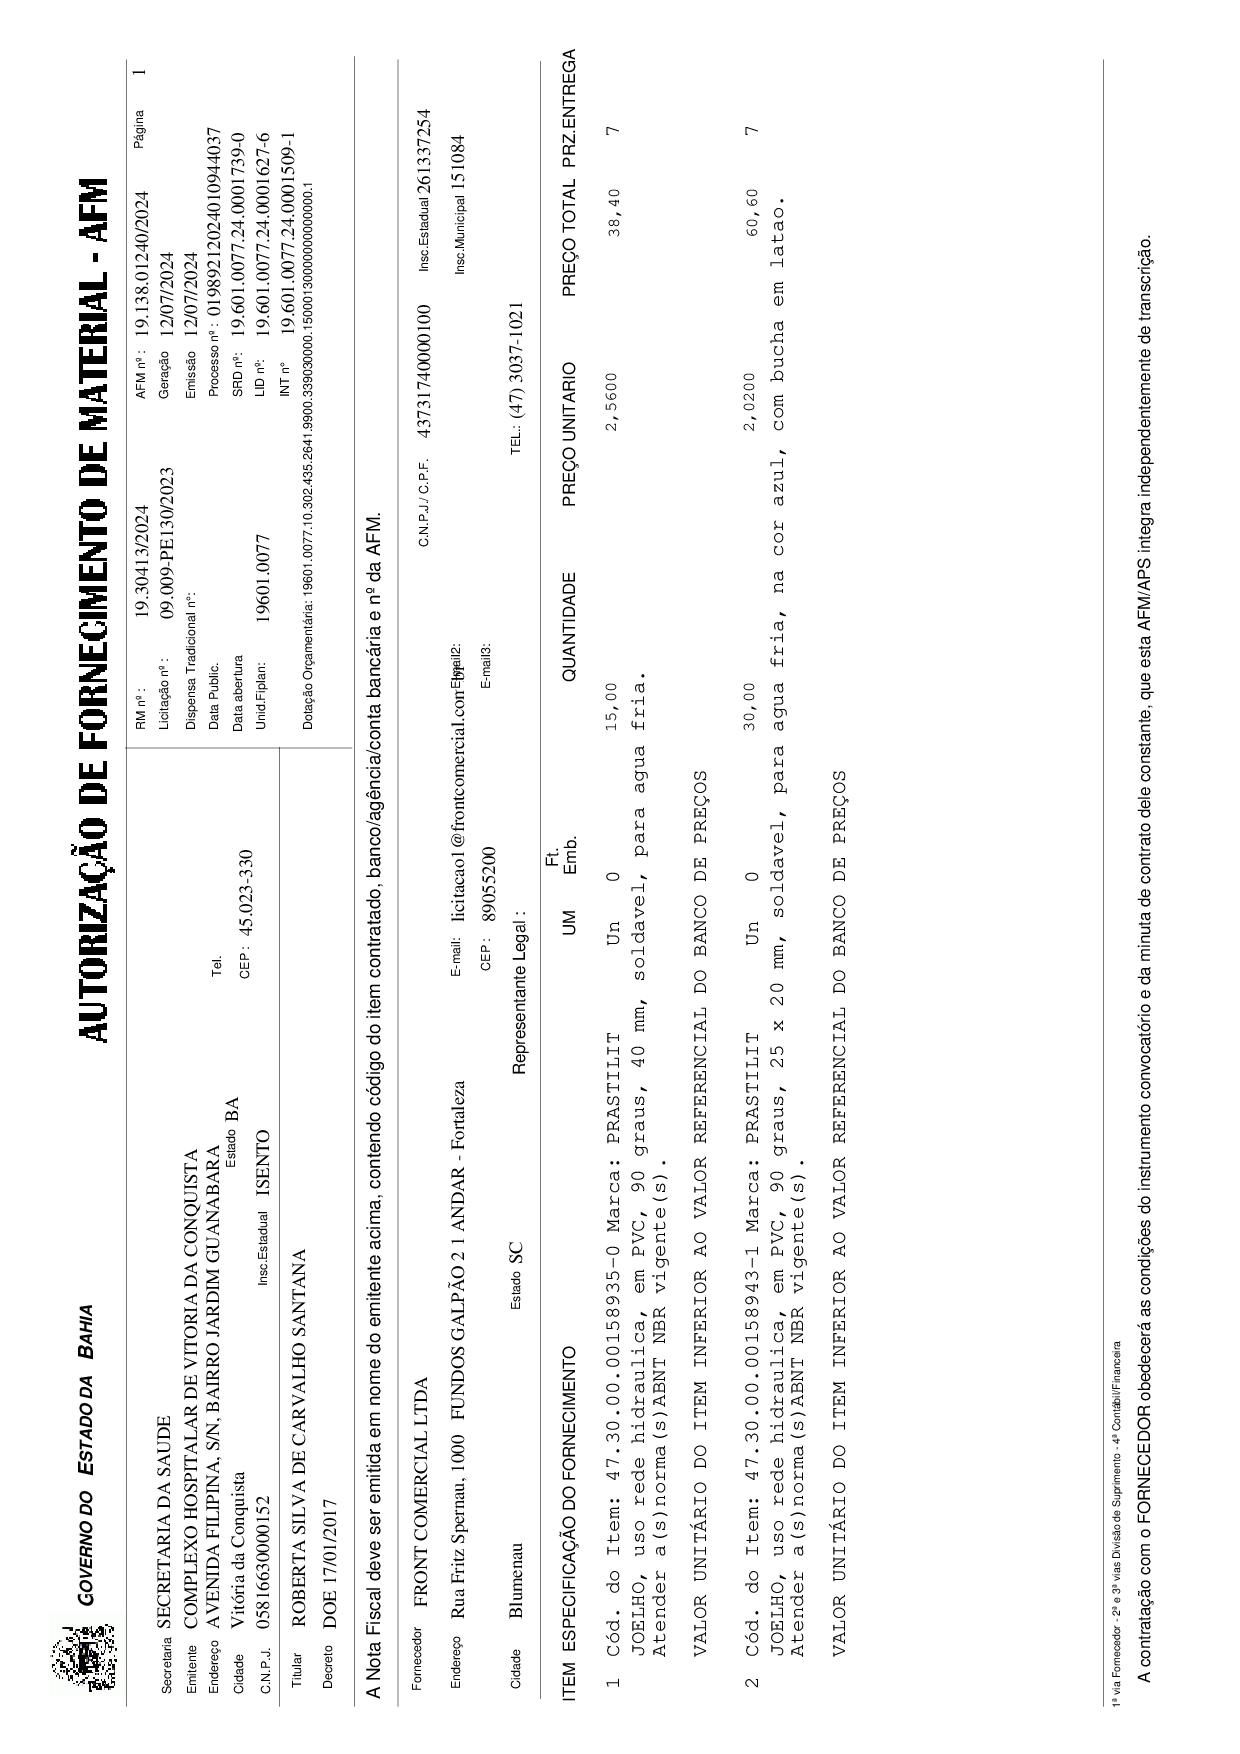 GOVERNO DO ESTADO DA BAHIA
AUTORIZAÇÃO DE FORNECIMENTO DE MATERIAL - AFM
RM nº : 19.30413/2024 AFM nº : 19.138.01240/2024 Página 1
Secretaria SECRETARIA DA SAUDE Licitação nº : 09.009-PE130/2023 Geração 12/07/2024
Emitente COMPLEXO HOSPITALAR DE VITORIA DA CONQUISTA Dispensa Tradicional n°: Emissão 12/07/2024
Endereço AVENIDA FILIPINA, S/N, BAIRRO JARDIM GUANABARA Tel. Data Public. Processo nº : 01989212024010944037
Cidade Vitória da Conquista Estado BA CEP : 45.023-330 Data abertura SRD nº: 19.601.0077.24.0001739-0
C.N.P.J. 05816630000152 Insc.Estadual ISENTO Unid.Fiplan: 19601.0077 LID nº: 19.601.0077.24.0001627-6
INT n° 19.601.0077.24.0001509-1
Titular ROBERTA SILVA DE CARVALHO SANTANA
Dotação Orçamentária: 19601.0077.10.302.435.2641.9900.339030000.15000130000000000000.1
Decreto DOE 17/01/2017
A Nota Fiscal deve ser emitida em nome do emitente acima, contendo código do item contratado, banco/agência/conta bancária e nº da AFM.
Fornecedor FRONT COMERCIAL LTDA C.N.P.J./ C.P.F. 43731740000100 Insc.Estadual 261337254
Endereço Rua Fritz Spernau, 1000 FUNDOS GALPÃO 2 1 ANDAR - Fortaleza E-mail: licitacao1@frontcomercial.com.br E-mail2: Insc.Municipal 151084
CEP : 89055200 E-mail3:
Cidade Blumenau Estado SC Representante Legal : TEL.: (47) 3037-1021
ITEM ESPECIFICAÇÃO DO FORNECIMENTO UM Ft. Emb. QUANTIDADE PREÇO UNITARIO PREÇO TOTAL PRZ.ENTREGA
1 Cód. do Item: 47.30.00.00158935-0 Marca: PRASTILIT Un 0 15,00 2,5600 38,40 7
JOELHO, uso rede hidraulica, em PVC, 90 graus, 40 mm, soldavel, para agua fria.
Atender a(s)norma(s)ABNT NBR vigente(s).
VALOR UNITÁRIO DO ITEM INFERIOR AO VALOR REFERENCIAL DO BANCO DE PREÇOS
2 Cód. do Item: 47.30.00.00158943-1 Marca: PRASTILIT Un 0 30,00 2,0200 60,60 7
JOELHO, uso rede hidraulica, em PVC, 90 graus, 25 x 20 mm, soldavel, para agua fria, na cor azul, com bucha em latao.
Atender a(s)norma(s)ABNT NBR vigente(s).
VALOR UNITÁRIO DO ITEM INFERIOR AO VALOR REFERENCIAL DO BANCO DE PREÇOS
1ª via Fornecedor - 2ª e 3ª vias Divisão de Suprimento - 4ª Contábil/Financeira
A contratação com o FORNECEDOR obedecerá as condições do instrumento convocatório e da minuta de contrato dele constante, que esta AFM/APS integra independentemente de transcrição.